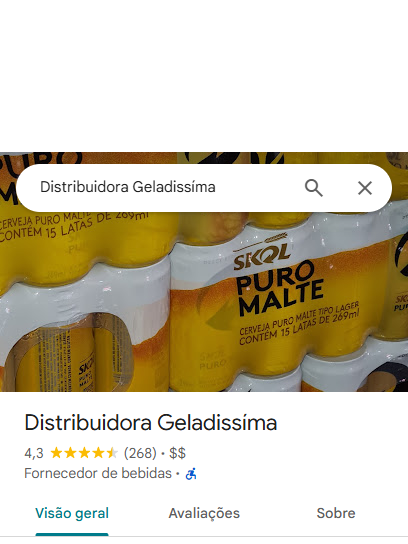 Distribuidora Geladissíma
PURO
M
CERVEJA PURO MALTE
CONTÉM 15 LATAS DE 269ml
SKOL
PURO
MALTE
CERVEJA PURO MALTE TIPO LAGER
CONTÉM 15 LATAS DE 269ml
SKOL
Distribuidora Geladissíma
4,3 (268) · $$
Fornecedor de bebidas ·
Visão geral Avaliações Sobre